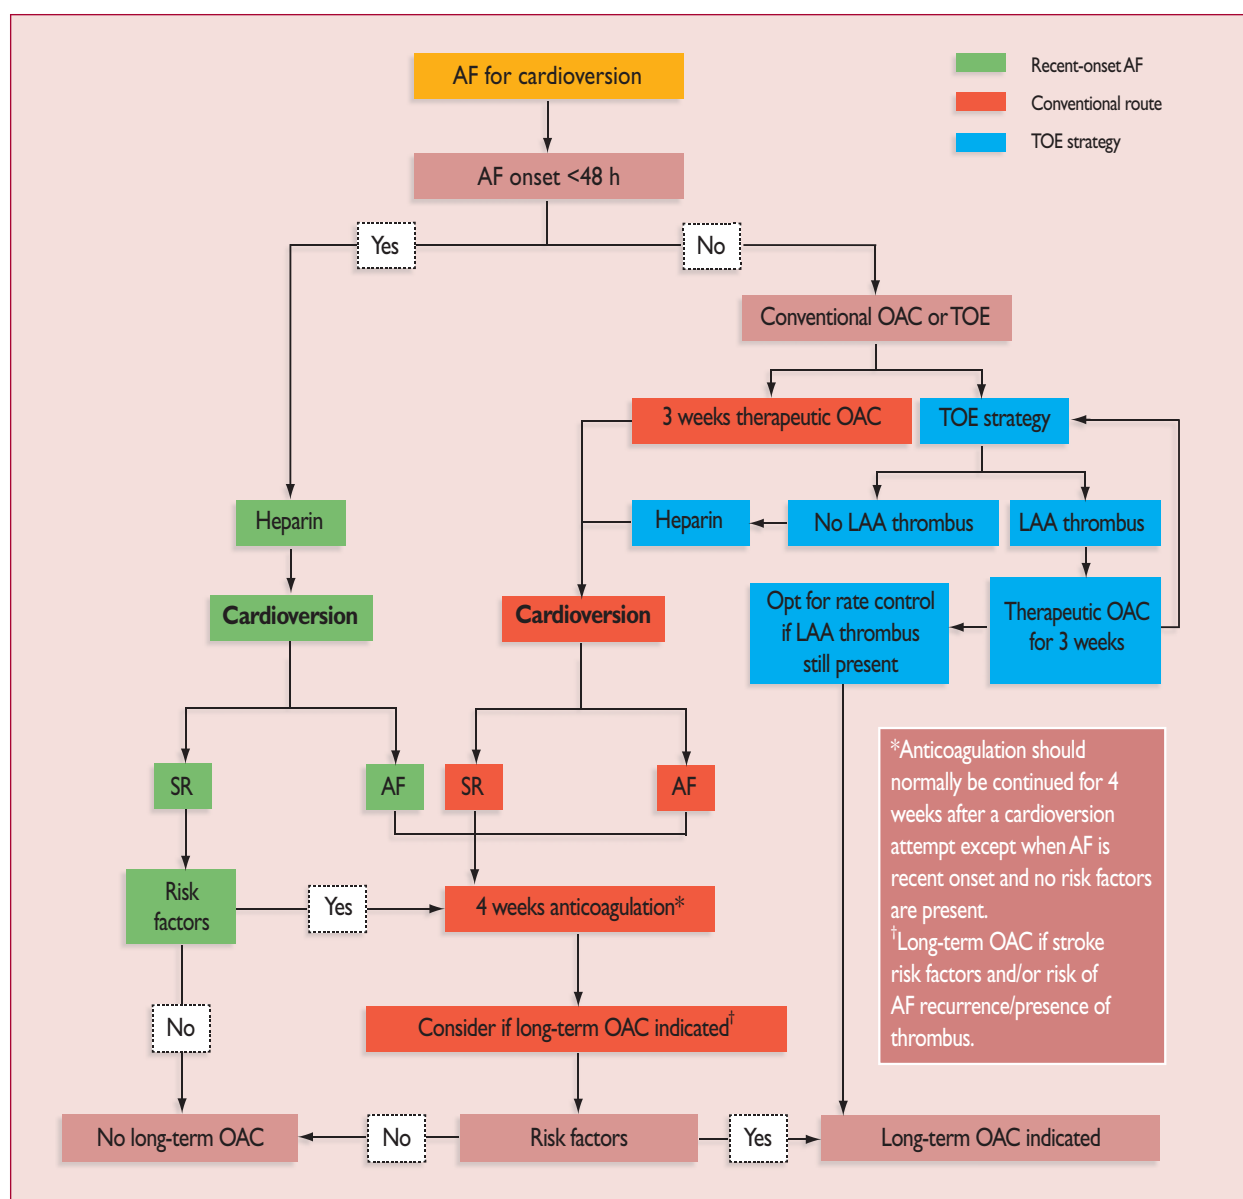 AF for cardioversion
Recent-onset AF
Conventional route
TOE strategy
AF onset <48 h
Yes
No
Conventional OAC or TOE
3 weeks therapeutic OAC
TOE strategy
Heparin
Heparin
No LAA thrombus
LAA thrombus
Cardioversion
Cardioversion
Opt for rate control
if LAA thrombus
still present
Therapeutic OAC
for 3 weeks
SR
AF
SR
AF
*Anticoagulation should
normally be continued for 4
weeks after a cardioversion
attempt except when AF is
recent onset and no risk factors
are present.
†Long-term OAC if stroke
risk factors and/or risk of
AF recurrence/presence of
thrombus.
Risk
factors
Yes
4 weeks anticoagulation*
No
Consider if long-term OAC indicated†
No long-term OAC
No
Risk factors
Yes
Long-term OAC indicated